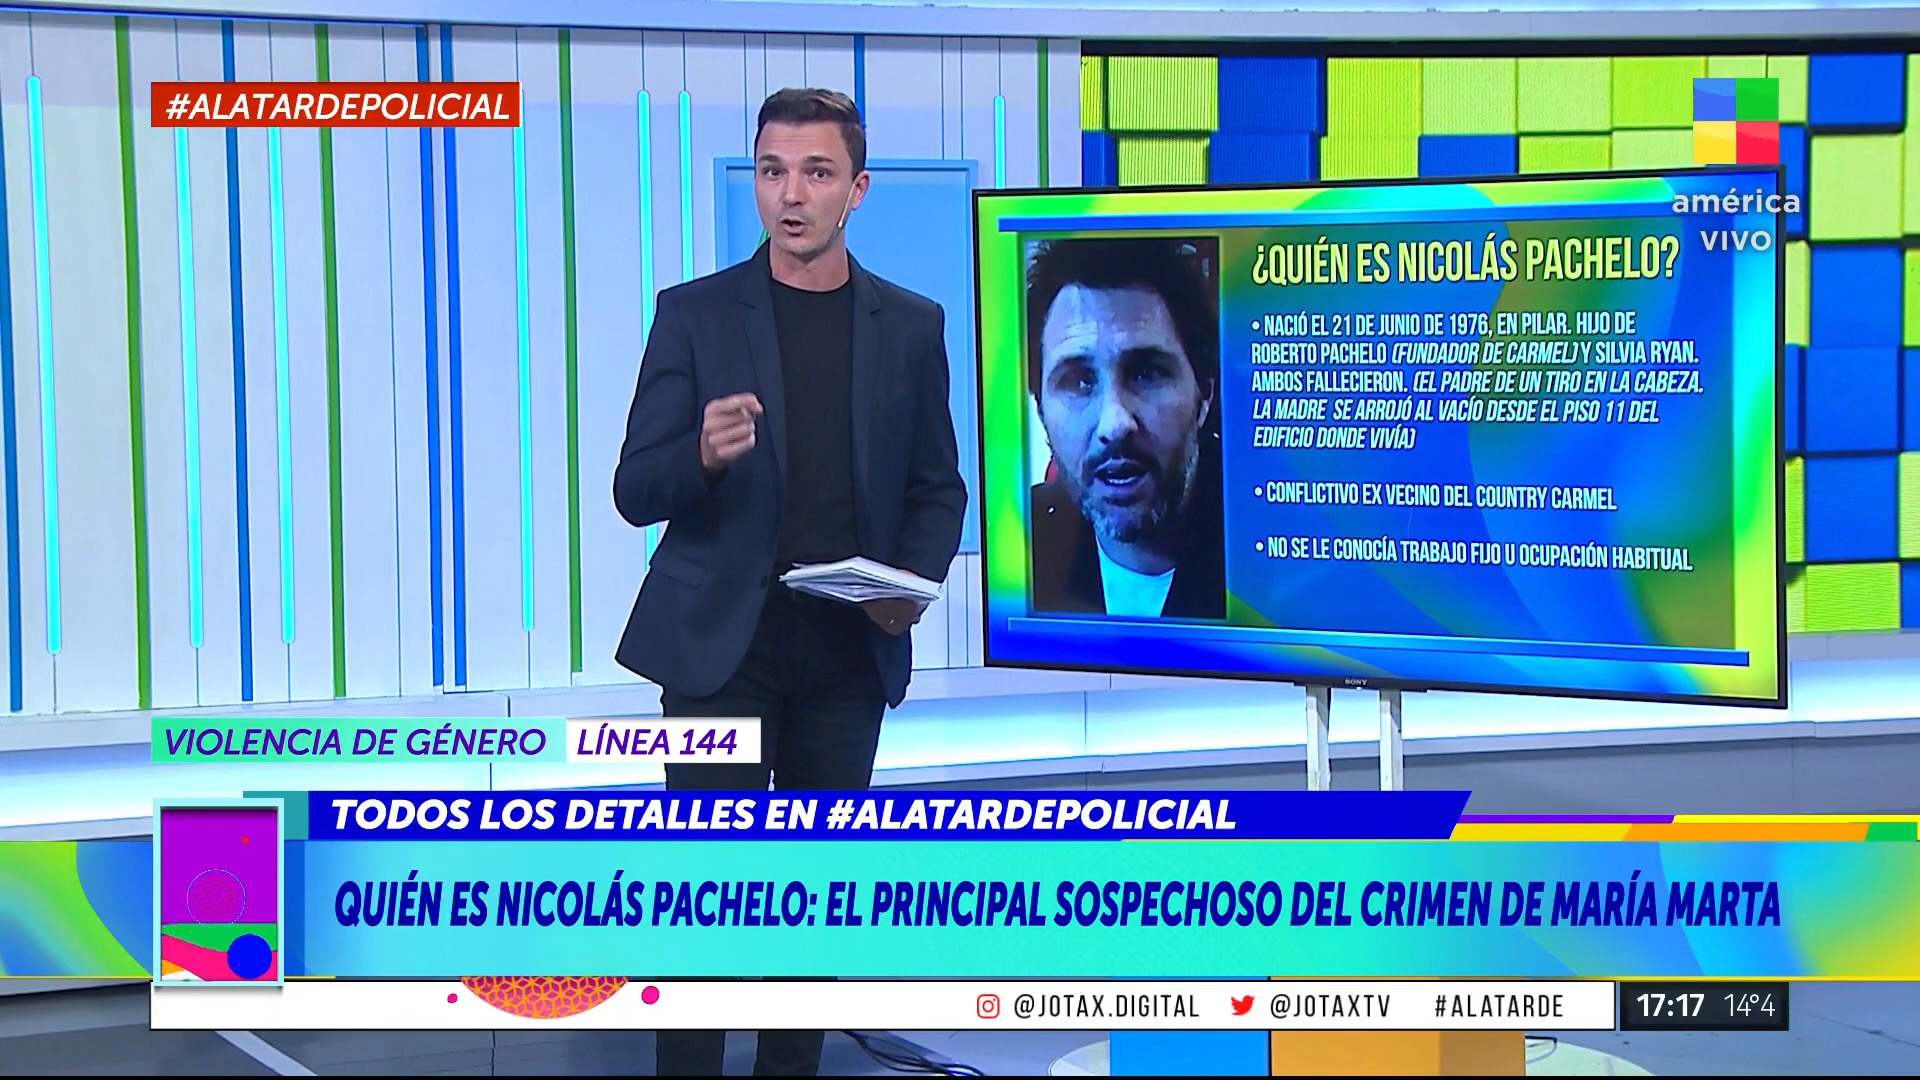 #ALATARDEPOLICIAL
américa
VIVO
¿QUIÉN ES NICOLÁS PACHELO?
• NACIÓ EL 21 DE JUNIO DE 1976, EN PILAR. HIJO DE
ROBERTO PACHELO (FUNDADOR DE CARMEL) Y SILVIA RYAN.
AMBOS FALLECIERON. (EL PADRE DE UN TIRO EN LA CABEZA.
LA MADRE SE ARROJÓ AL VACÍO DESDE EL PISO 11 DEL
EDIFICIO DONDE VIVÍA)
• CONFLICTIVO EX VECINO DEL COUNTRY CARMEL
• NO SE LE CONOCÍA TRABAJO FIJO U OCUPACIÓN HABITUAL
SONY
VIOLENCIA DE GÉNERO LÍNEA 144
TODOS LOS DETALLES EN #ALATARDEPOLICIAL
QUIÉN ES NICOLÁS PACHELO: EL PRINCIPAL SOSPECHOSO DEL CRIMEN DE MARÍA MARTA
@JOTAX.DIGITAL @JOTAXTV #ALATARDE
17:17 14°4